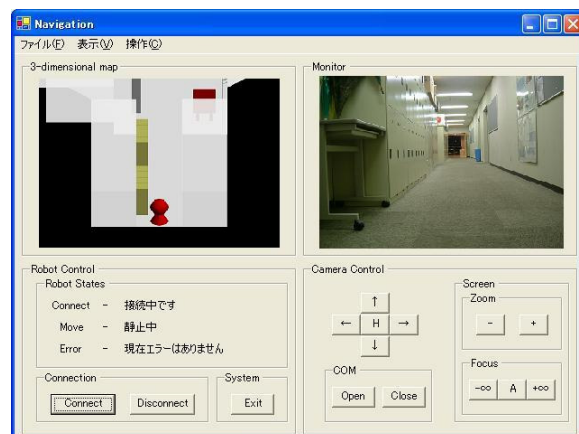 Navigation
ファイル(F) 表示(V) 操作(C)
3-dimensional map
Monitor
Robot Control
Robot States
Connect - 接続中です
Move - 静止中
Error - 現在エラーはありません
Connection
Connect Disconnect
System
Exit
Camera Control
↑
← H →
↓
COM
Open Close
Screen
Zoom
- +
Focus
-∞ A +∞